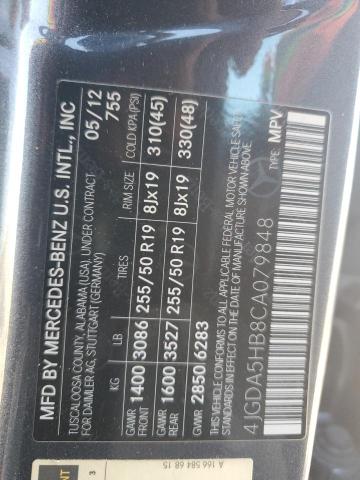 MFD BY MERCEDES-BENZ U.S. INTL., INC
TUSCALOOSA COUNTY, ALABAMA (USA), UNDER CONTRACT 05/12
FOR DAIMLER AG, STUTTGART (GERMANY) 755
KG LB TIRES RIM SIZE COLD KPA (PSI)
GAWR FRONT 1400 3086 255/50 R19 8JX19 310(45)
GAWR REAR 1600 3527 255/50 R19 8JX19 330(48)
GVWR 2850 6283
THIS VEHICLE CONFORMS TO ALL APPLICABLE FEDERAL MOTOR VEHICLE SAFETY
STANDARDS IN EFFECT ON THE DATE OF MANUFACTURE SHOWN ABOVE.
4JGDA5HB8CA079848 TYPE: MPV
A 166 584 68 15
3